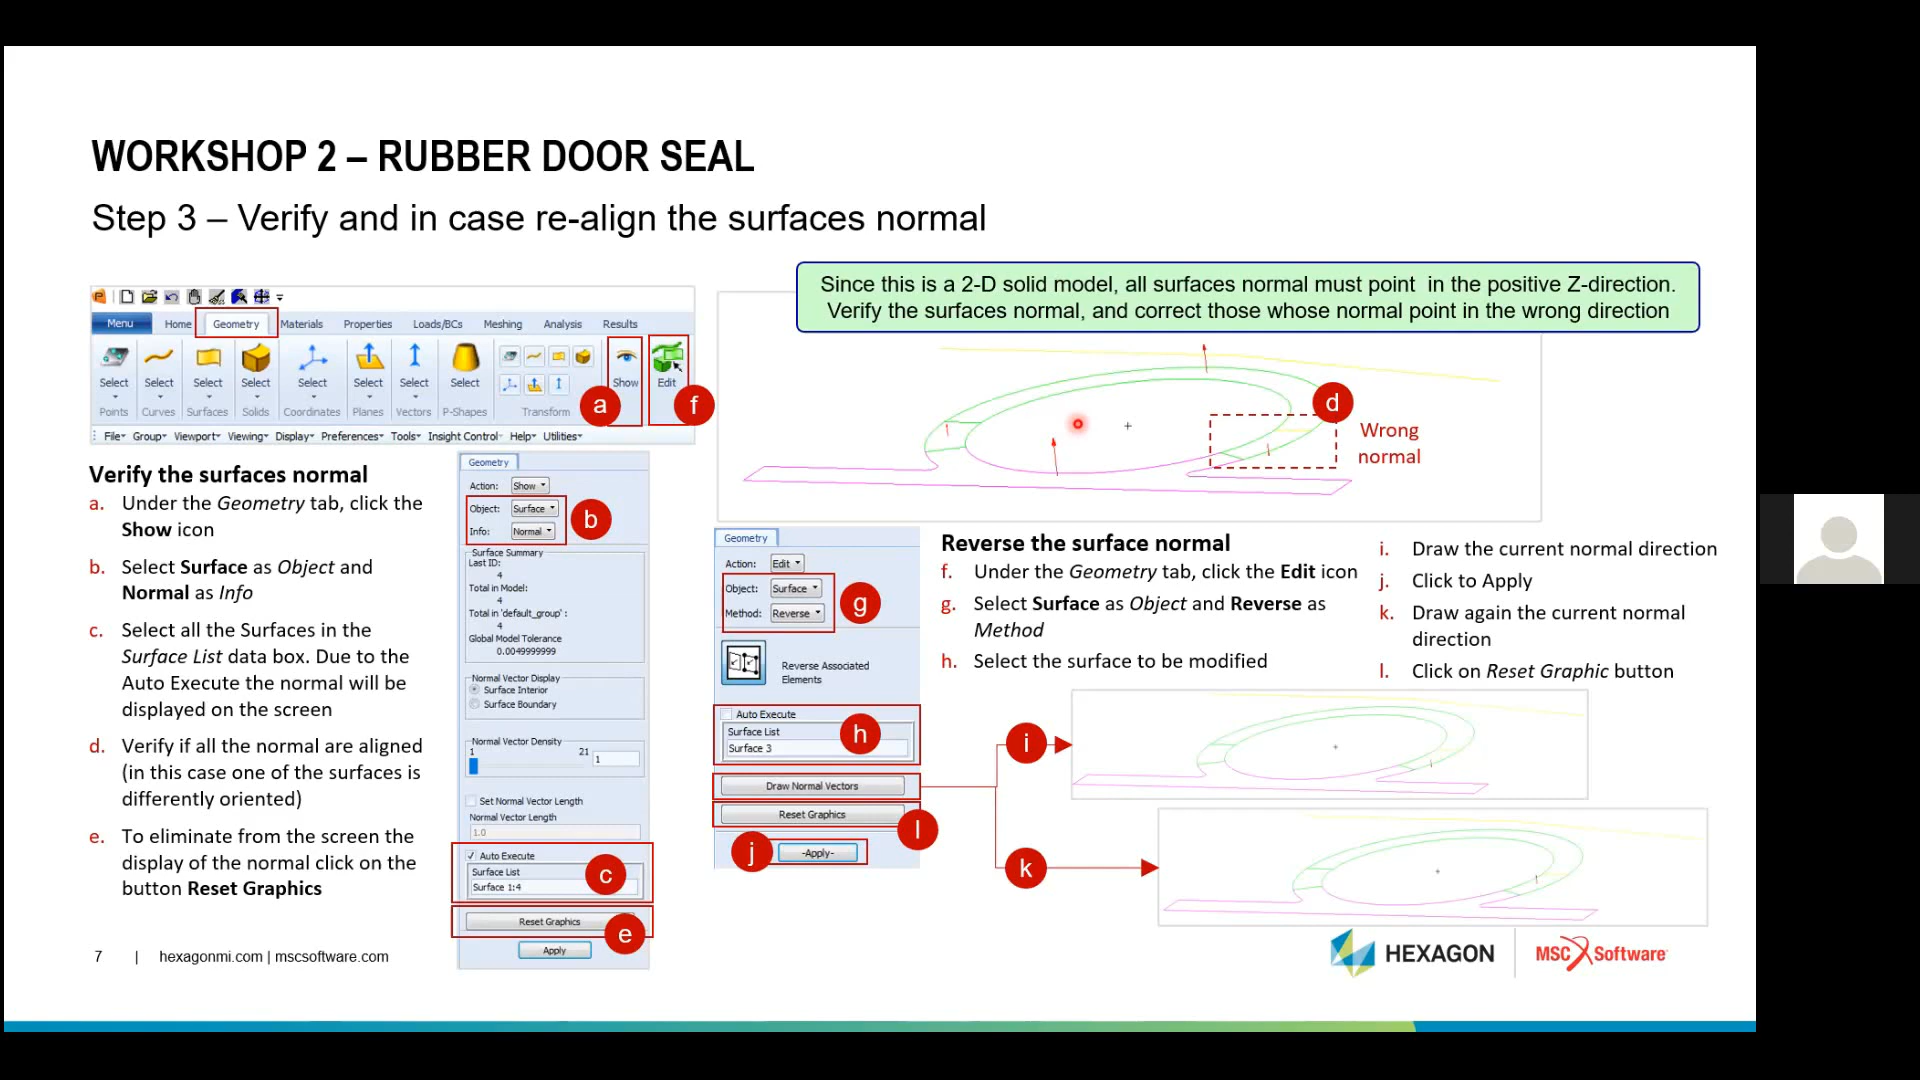 WORKSHOP 2 – RUBBER DOOR SEAL
Step 3 – Verify and in case re-align the surfaces normal
Since this is a 2-D solid model, all surfaces normal must point in the positive Z-direction.
Verify the surfaces normal, and correct those whose normal point in the wrong direction
Menu Home Geometry Materials Properties Loads/BCs Meshing Analysis Results
Select Select Select Select Select Select Select Select Show Edit
Points Curves Surfaces Solids Coordinates Planes Vectors P-Shapes Transform
a
f
File Group Viewport Viewing Display Preferences Tools Insight Control Help Utilities
d
Wrong
normal
Verify the surfaces normal
a. Under the Geometry tab, click the
Show icon
b. Select Surface as Object and
Normal as Info
c. Select all the Surfaces in the
Surface List data box. Due to the
Auto Execute the normal will be
displayed on the screen
d. Verify if all the normal are aligned
(in this case one of the surfaces is
differently oriented)
e. To eliminate from the screen the
display of the normal click on the
button Reset Graphics
Geometry
Action: Show
Object: Surface
Info: Normal
b
Surface Summary
Last ID:
4
Total in Model:
4
Total in 'default_group' :
4
Global Model Tolerance
0.0049999999
Normal Vector Display
Surface Interior
Surface Boundary
Normal Vector Density
1 21
1
Set Normal Vector Length
Normal Vector Length
1.0
Auto Execute
Surface List
Surface 1:4
c
Reset Graphics
e
Apply
Geometry
Action: Edit
Object: Surface
Method: Reverse
g
Reverse Associated
Elements
Auto Execute
Surface List
Surface 3
h
Draw Normal Vectors
Reset Graphics
l
j
-Apply-
Reverse the surface normal
f. Under the Geometry tab, click the Edit icon
g. Select Surface as Object and Reverse as
Method
h. Select the surface to be modified
i. Draw the current normal direction
j. Click to Apply
k. Draw again the current normal
direction
l. Click on Reset Graphic button
i
k
7 | hexagonmi.com | mscsoftware.com
HEXAGON
MSC Software